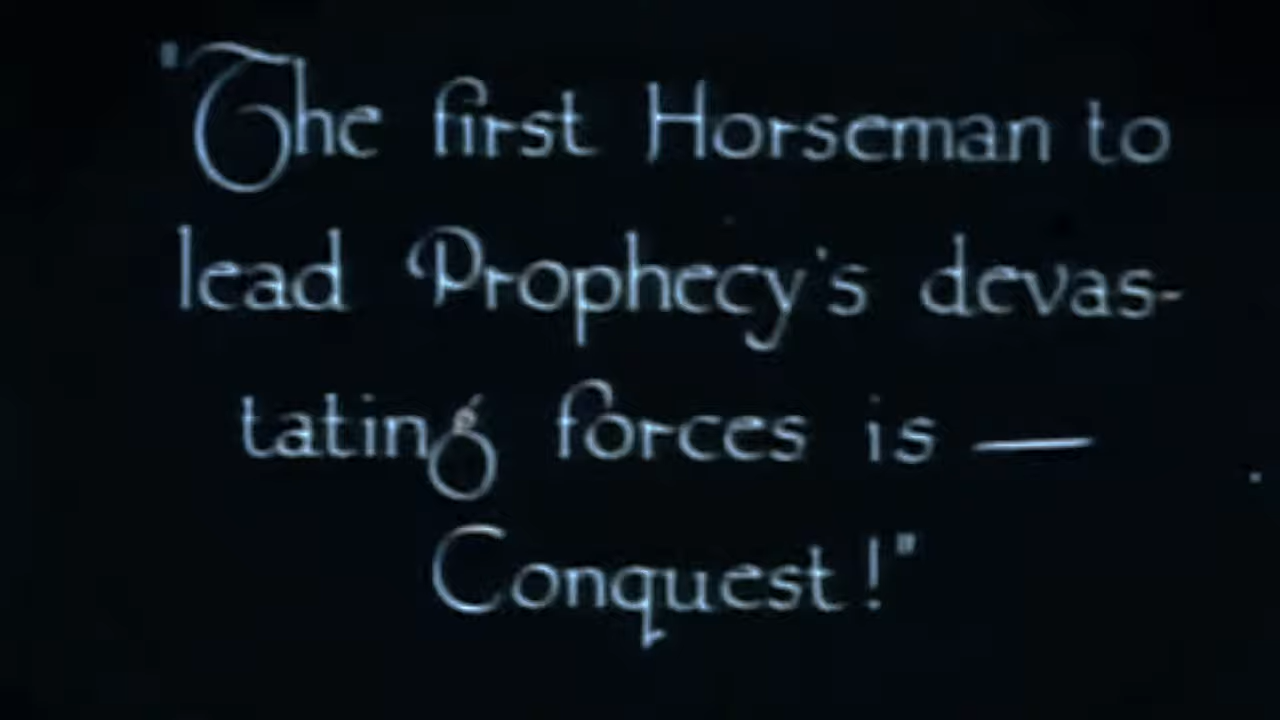 "The first Horseman to
lead Prophecy's devas-
tating forces is —
Conquest!"